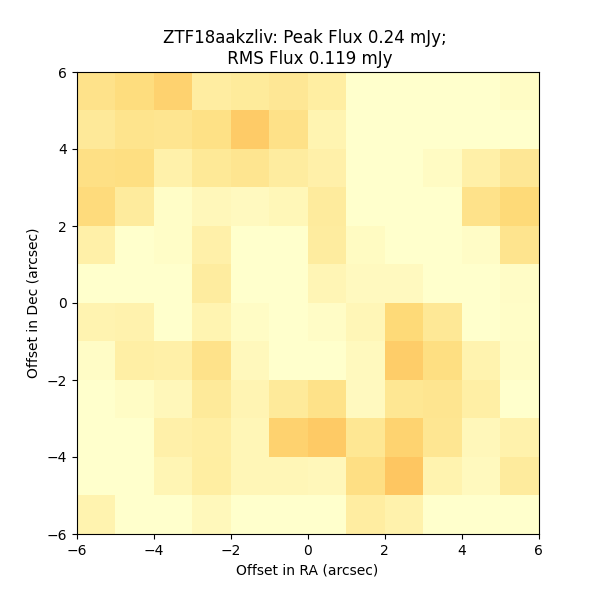 ZTF18aakzliv: Peak Flux 0.24 mJy;
RMS Flux 0.119 mJy
6
4
2
0
−2
−4
−6
Offset in Dec (arcsec)
−6 −4 −2 0 2 4 6
Offset in RA (arcsec)